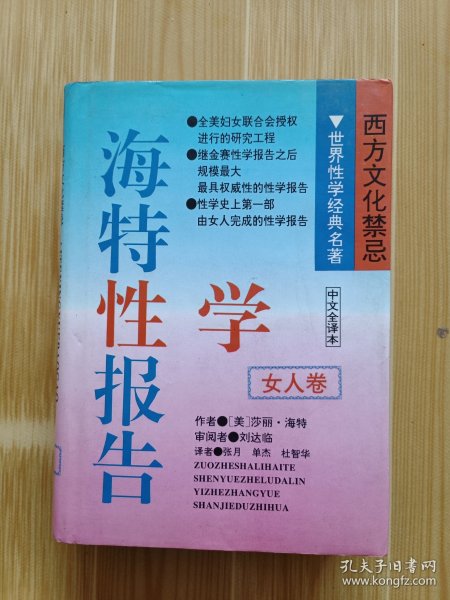 西方文化禁忌
▼世界性学经典名著
中文全译本
●全美妇女联合会授权
进行的研究工程
●继金赛性学报告之后
规模最大
最具权威性的性学报告
●性学史上第一部
由女人完成的性学报告
海特性报告
学
女人卷
作者●[美]莎丽·海特
审阅者●刘达临
译者●张月 单杰 杜智华
ZUOZHESHALIHAITE
SHENYUEZHELUDALIN
YIZHEZHANGYUE
SHANJIEDUZHIHUA
孔夫子旧书网
www.kongfz.com